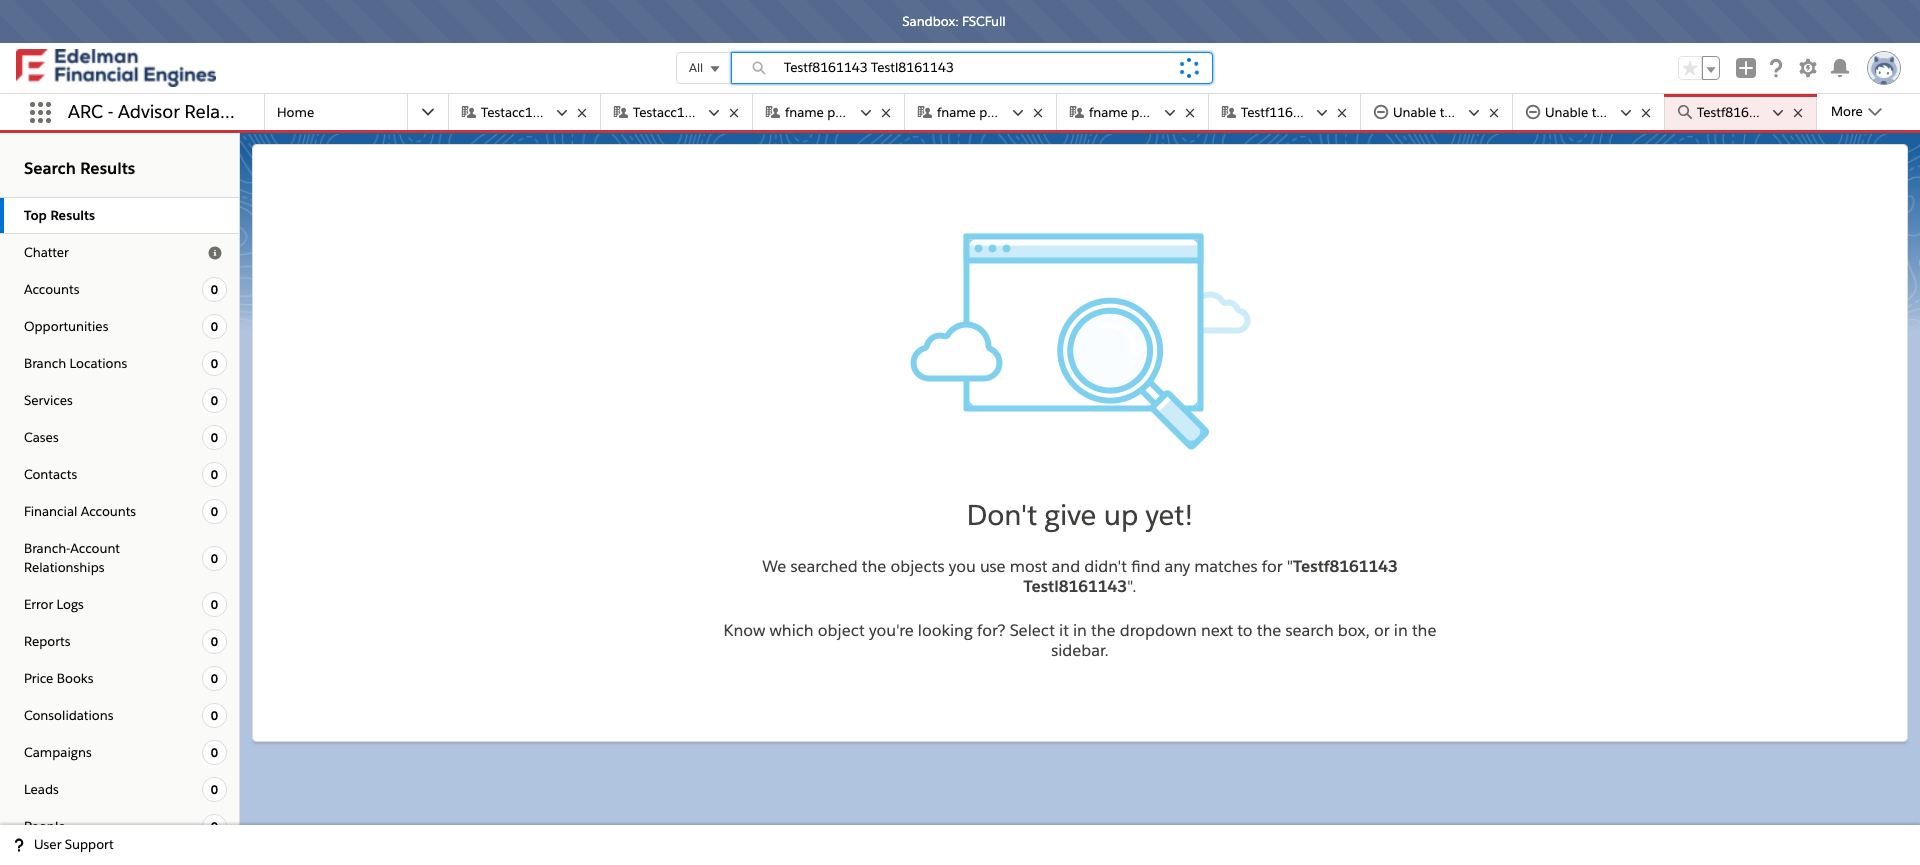 Sandbox: FSCFull
Edelman
Financial Engines
All
Testf8161143 Testl8161143
ARC - Advisor Rela...
Home
Testacc1...
Testacc1...
fname p...
fname p...
fname p...
Testf116...
Unable t...
Unable t...
Testf816...
More
Search Results
Top Results
Chatter
Accounts 0
Opportunities 0
Branch Locations 0
Services 0
Cases 0
Contacts 0
Financial Accounts 0
Branch-Account
Relationships 0
Error Logs 0
Reports 0
Price Books 0
Consolidations 0
Campaigns 0
Leads 0
Don't give up yet!
We searched the objects you use most and didn't find any matches for "Testf8161143
Testl8161143".
Know which object you're looking for? Select it in the dropdown next to the search box, or in the
sidebar.
? User Support